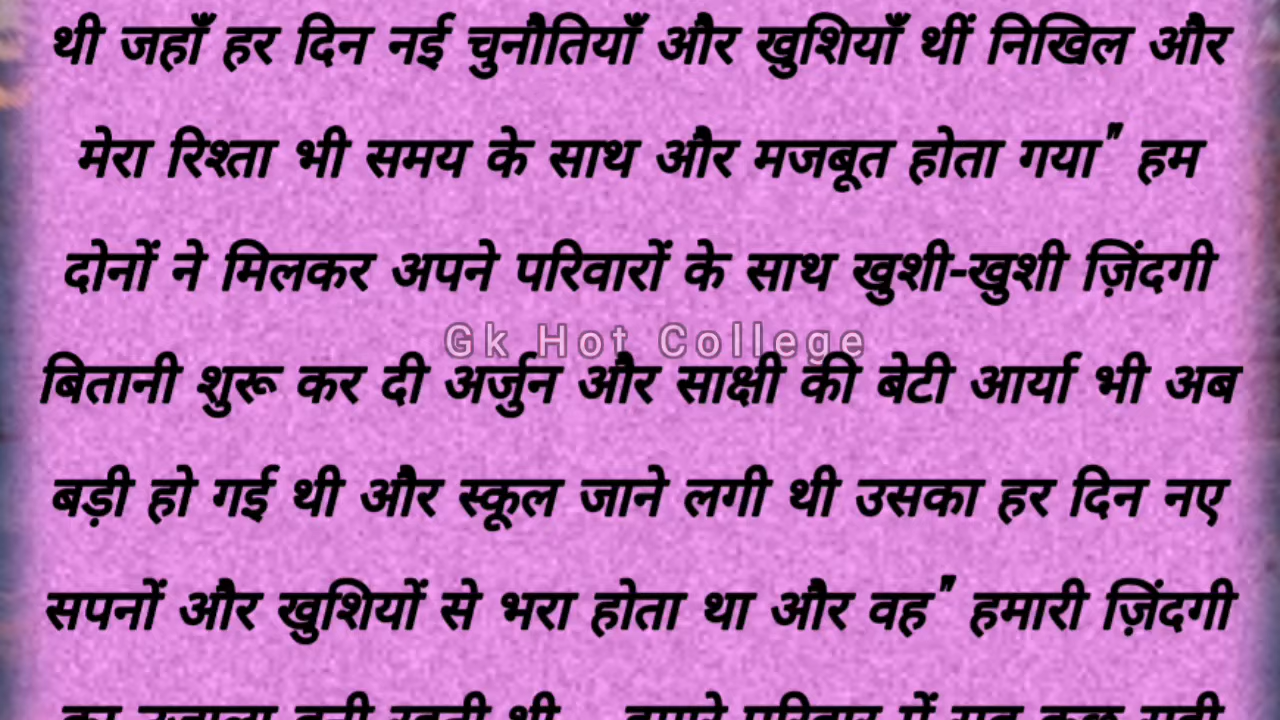 थी जहाँ हर दिन नई चुनौतियाँ और खुशियाँ थीं निखिल और
मेरा रिश्ता भी समय के साथ और मजबूत होता गया" हम
दोनों ने मिलकर अपने परिवारों के साथ खुशी-खुशी ज़िंदगी
Gk Hot College
बितानी शुरू कर दी अर्जुन और साक्षी की बेटी आर्या भी अब
बड़ी हो गई थी और स्कूल जाने लगी थी उसका हर दिन नए
सपनों और खुशियों से भरा होता था और वह" हमारी ज़िंदगी